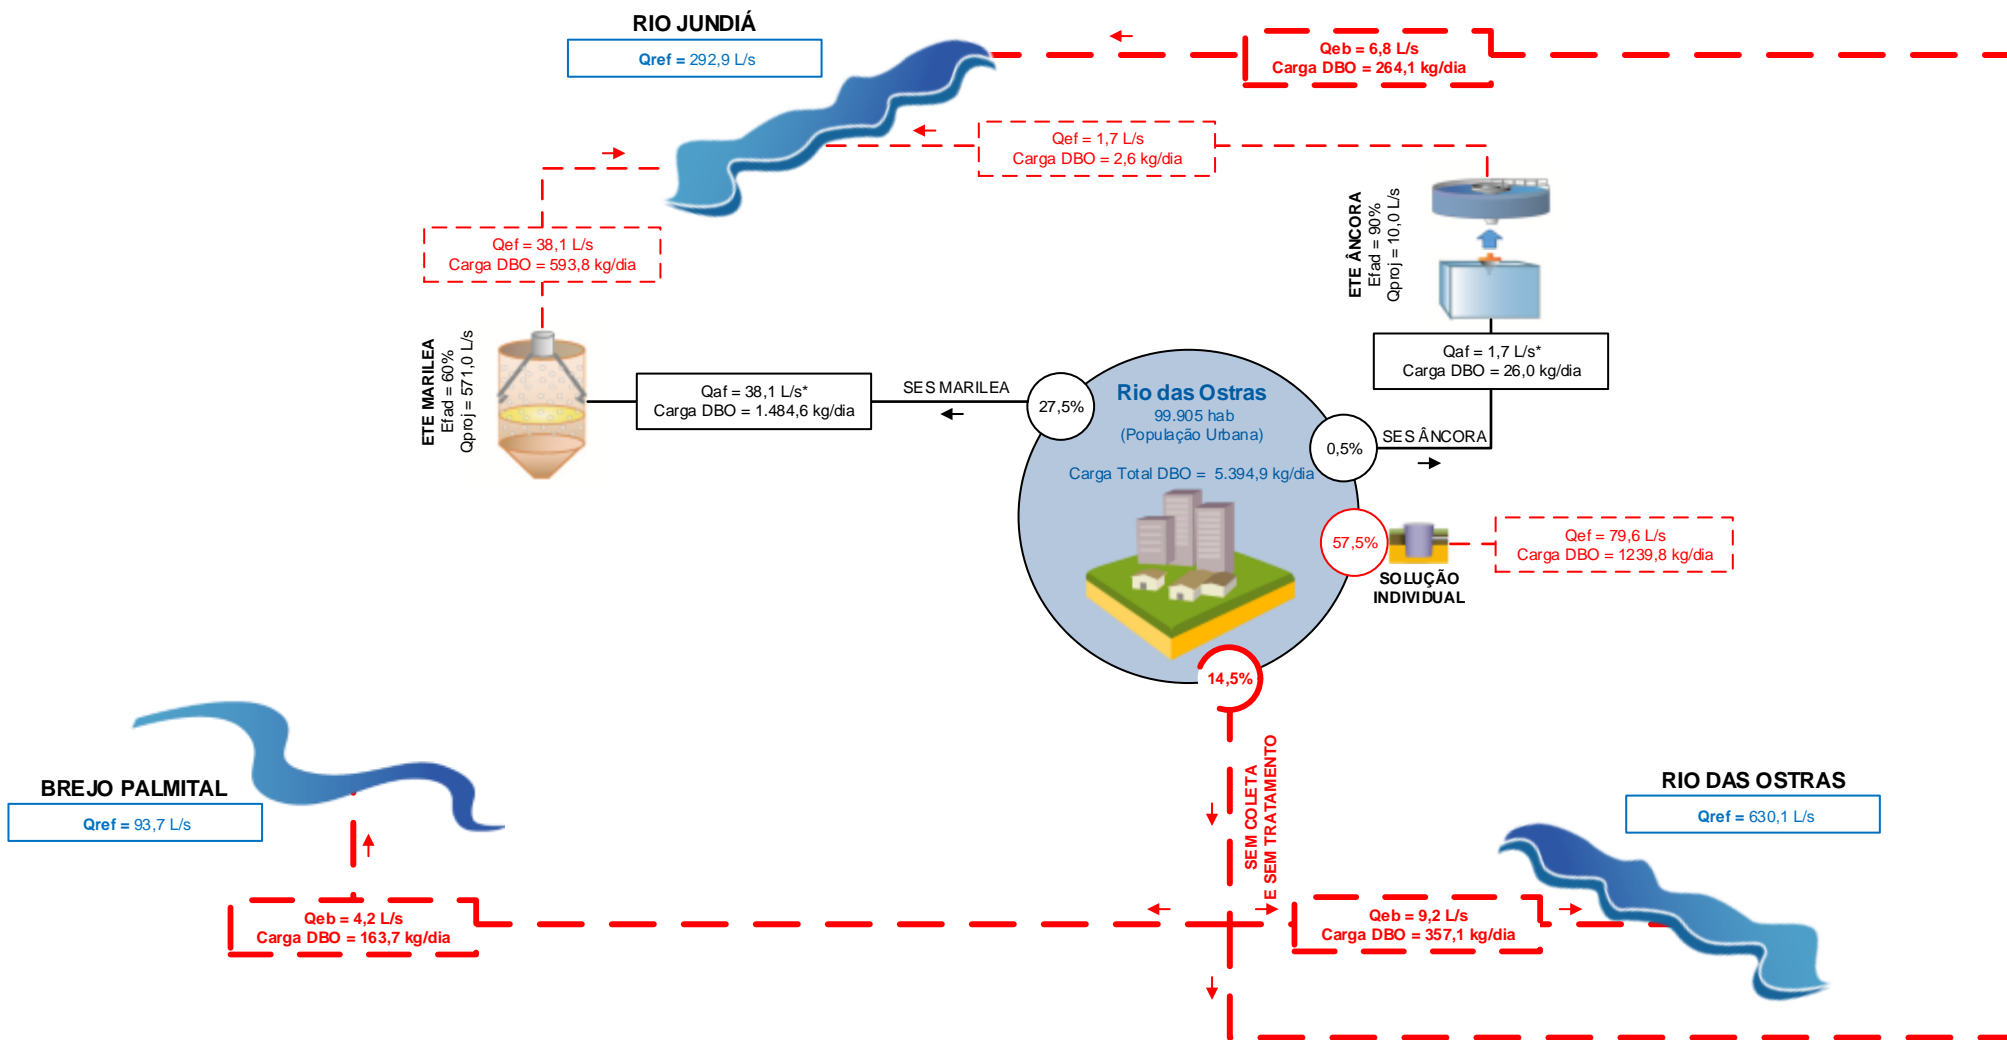 RIO JUNDIÁ
Qref = 292,9 L/s
Qeb = 6,8 L/s
Carga DBO = 264,1 kg/dia
Qef = 1,7 L/s
Carga DBO = 2,6 kg/dia
Qef = 38,1 L/s
Carga DBO = 593,8 kg/dia
ETE ÂNCORA
Efad = 90%
Qproj = 10,0 L/s
ETE MARILEA
Efad = 60%
Qproj = 571,0 L/s
Qaf = 1,7 L/s*
Carga DBO = 26,0 kg/dia
Qaf = 38,1 L/s*
Carga DBO = 1.484,6 kg/dia
SES MARILEA
27,5%
Rio das Ostras
99.905 hab
(População Urbana)
Carga Total DBO = 5.394,9 kg/dia
0,5%
SES ÂNCORA
57,5%
SOLUÇÃO
INDIVIDUAL
Qef = 79,6 L/s
Carga DBO = 1239,8 kg/dia
14,5%
SEM COLETA
E SEM TRATAMENTO
BREJO PALMITAL
Qref = 93,7 L/s
RIO DAS OSTRAS
Qref = 630,1 L/s
Qeb = 4,2 L/s
Carga DBO = 163,7 kg/dia
Qeb = 9,2 L/s
Carga DBO = 357,1 kg/dia